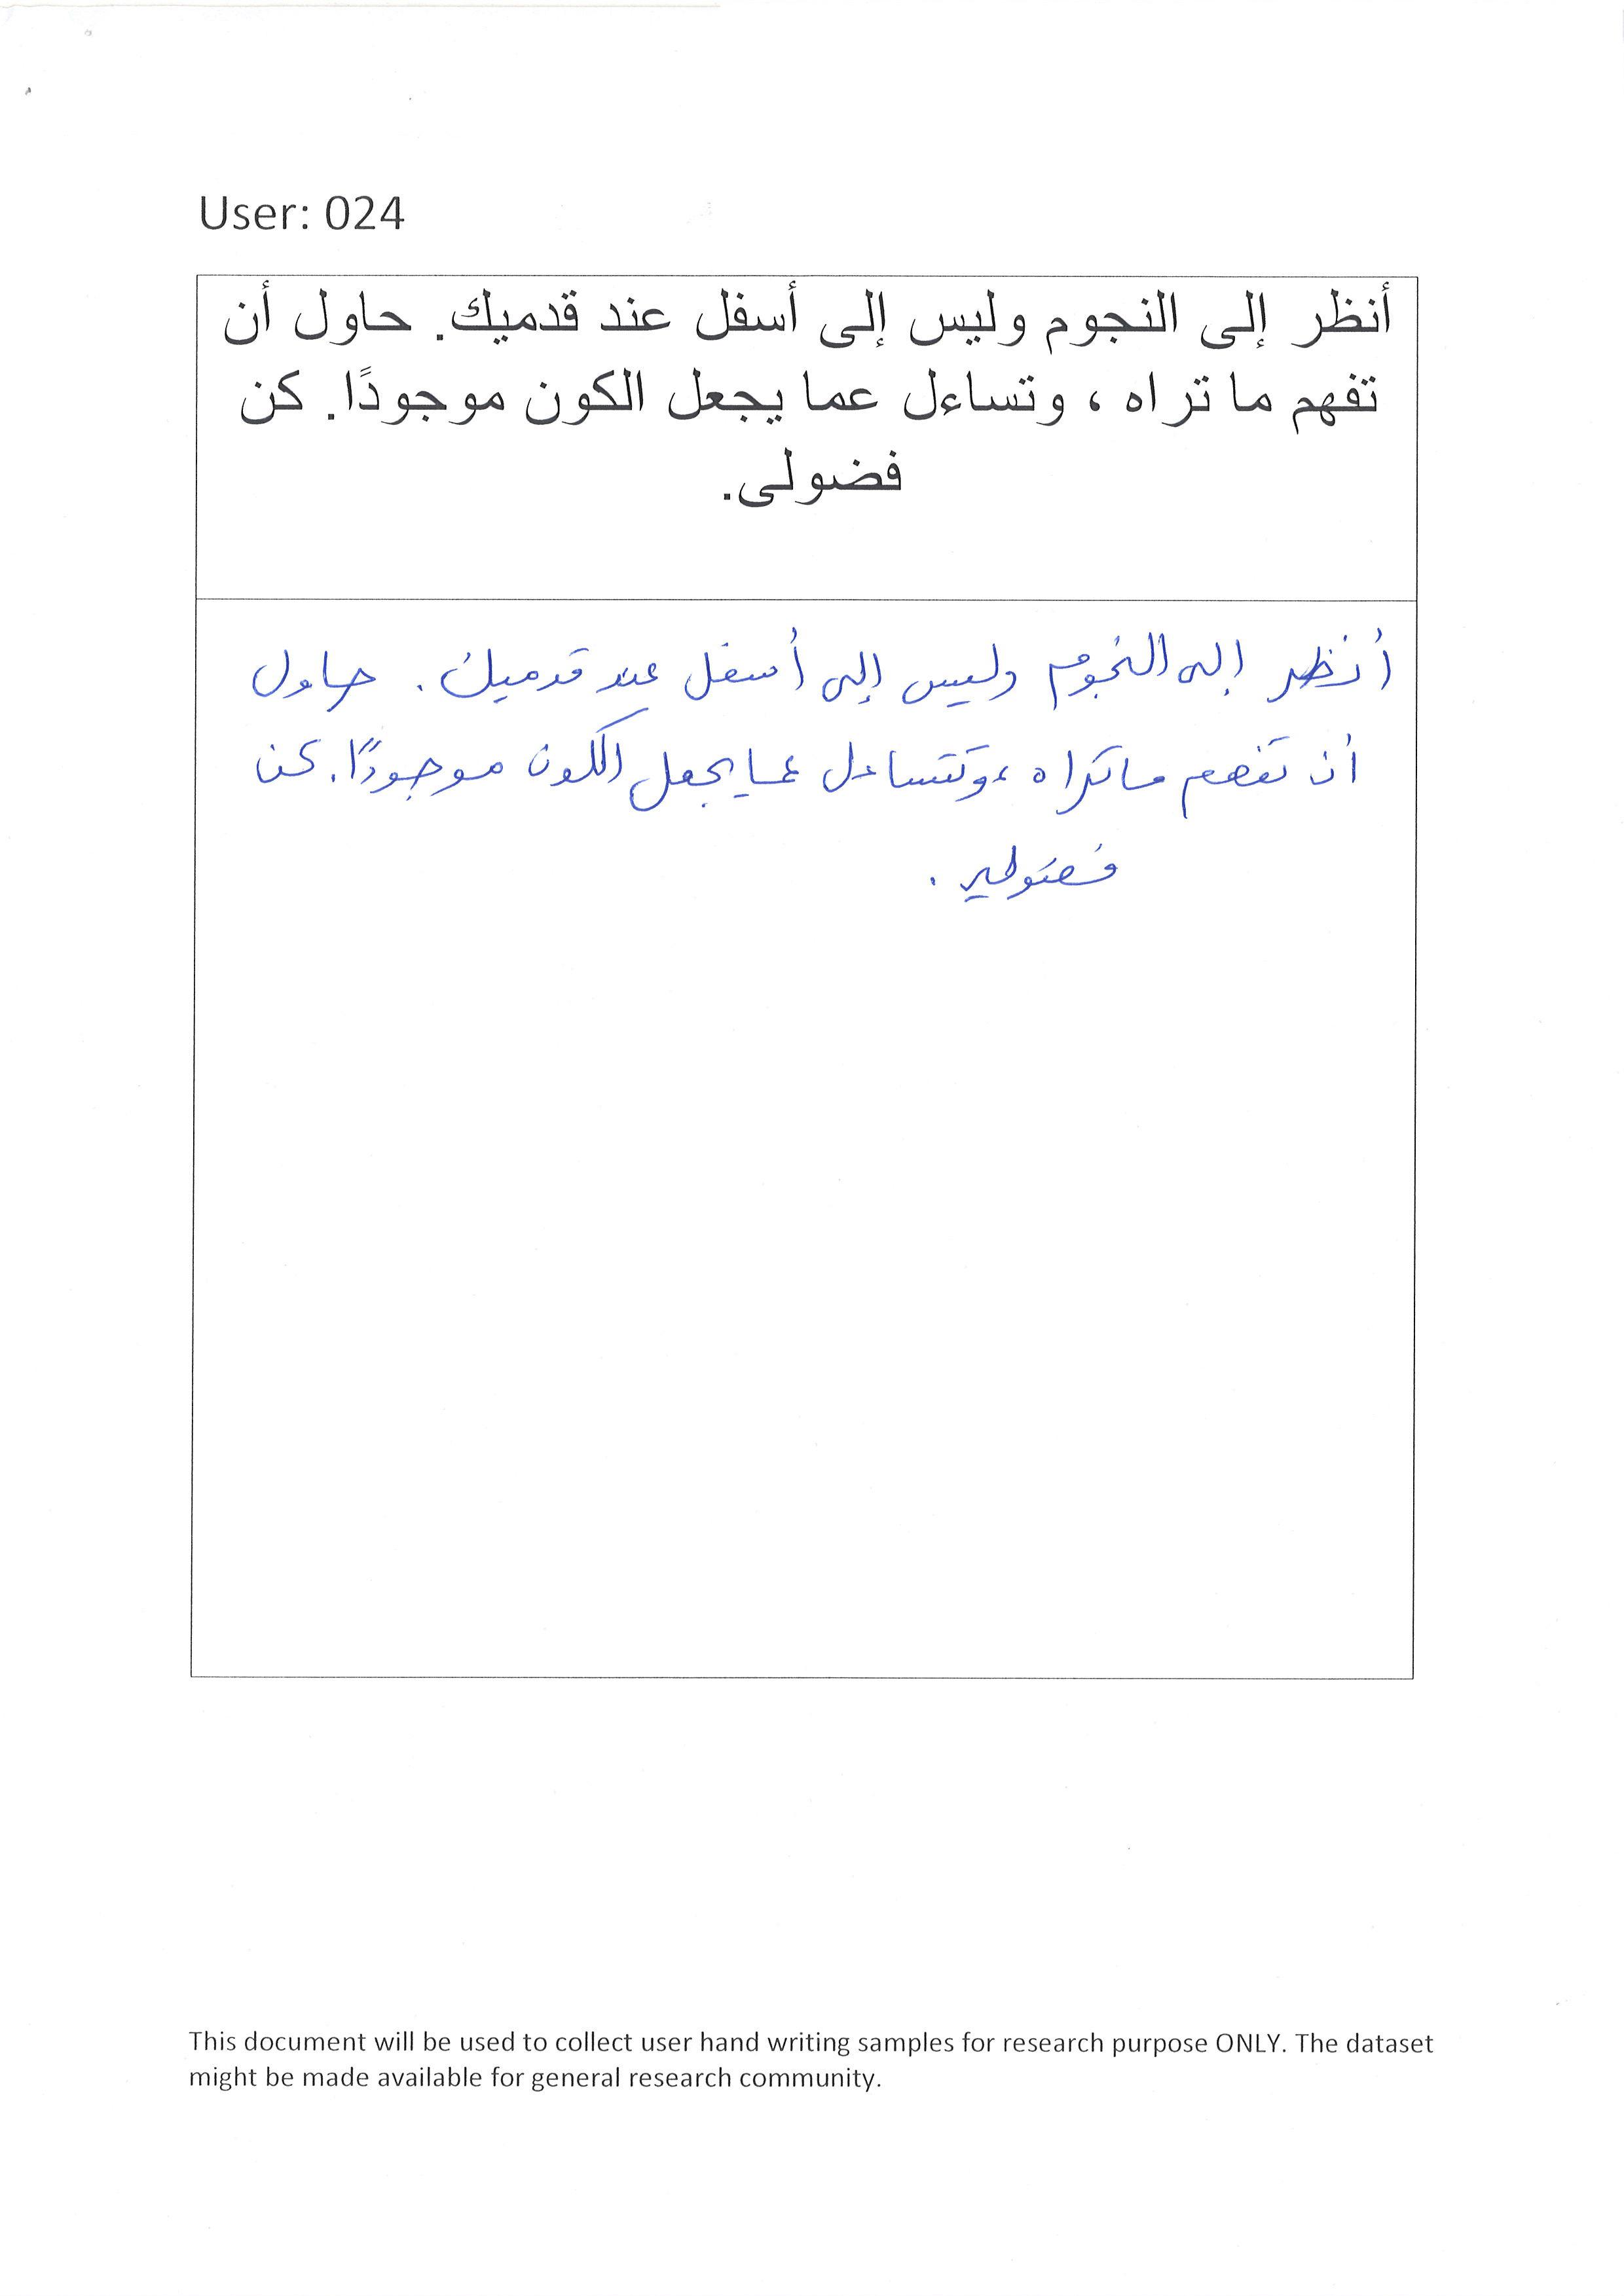 User: 024
أنظر إلى النجوم وليس إلى أسفل عند قدميك. حاول أن
تفهم ما تراه ، وتساءل عما يجعل الكون موجودًا. كن
فضولى.
أنظر إلى النجوم وليس إلى أسفل عند قدميك . حاول
أن تفهم ما تراه ، وتتساءل عما يجعل الكون موجودًا . كن
فضولي .
This document will be used to collect user hand writing samples for research purpose ONLY. The dataset
might be made available for general research community.